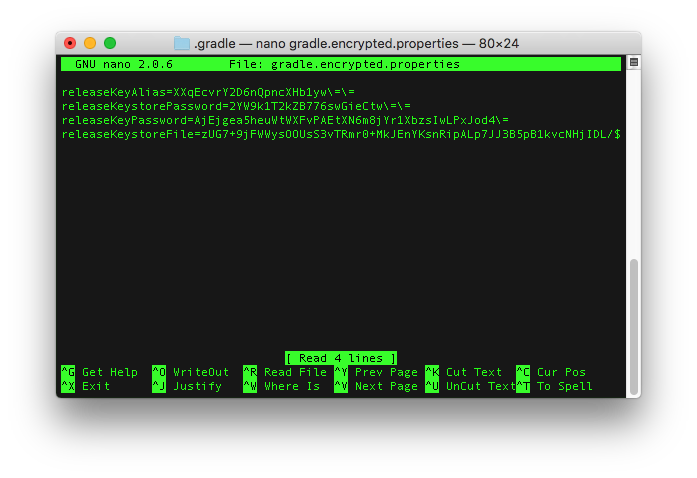 .gradle — nano gradle.encrypted.properties — 80×24
GNU nano 2.0.6 File: gradle.encrypted.properties
releaseKeyAlias=XXqEcvrY2D6nQpncXHblyw\=\=
releaseKeystorePassword=2YW9k1T2kZB776swGieCtw\=\=
releaseKeyPassword=AjEjgea5heuWtWXFvPAEtXN6m8jYr1XbzsIwLPxJod4\=
releaseKeystoreFile=zUG7+9jFWWysOOUsS3vTRmr0+MkJEnYKsnRipALp7JJ3B5pB1kvcNHjIDL/$
[ Read 4 lines ]
^G Get Help ^O WriteOut ^R Read File ^Y Prev Page ^K Cut Text ^C Cur Pos
^X Exit ^J Justify ^W Where Is ^V Next Page ^U UnCut Text ^T To Spell